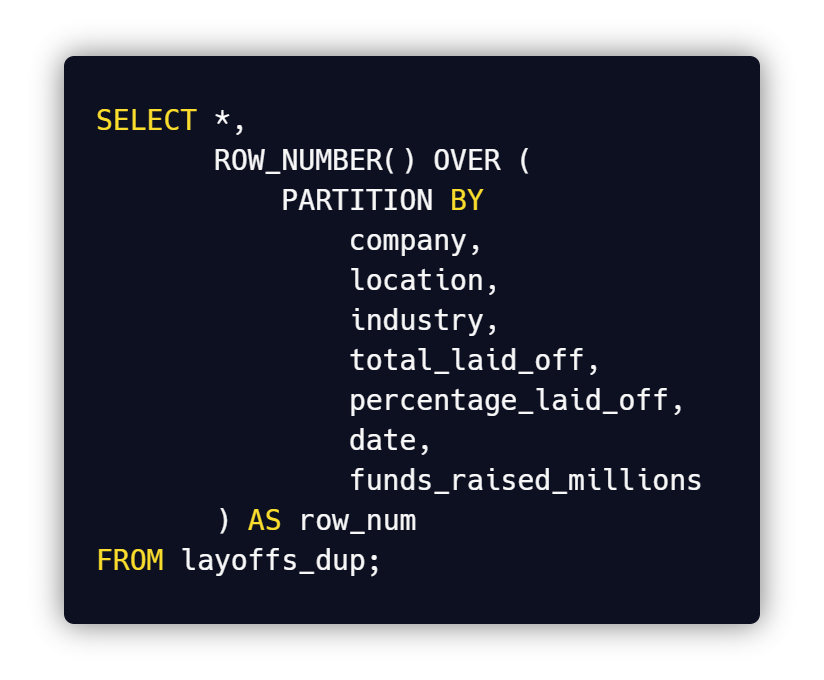 SELECT *,
ROW_NUMBER() OVER (
PARTITION BY
company,
location,
industry,
total_laid_off,
percentage_laid_off,
date,
funds_raised_millions
) AS row_num
FROM layoffs_dup;